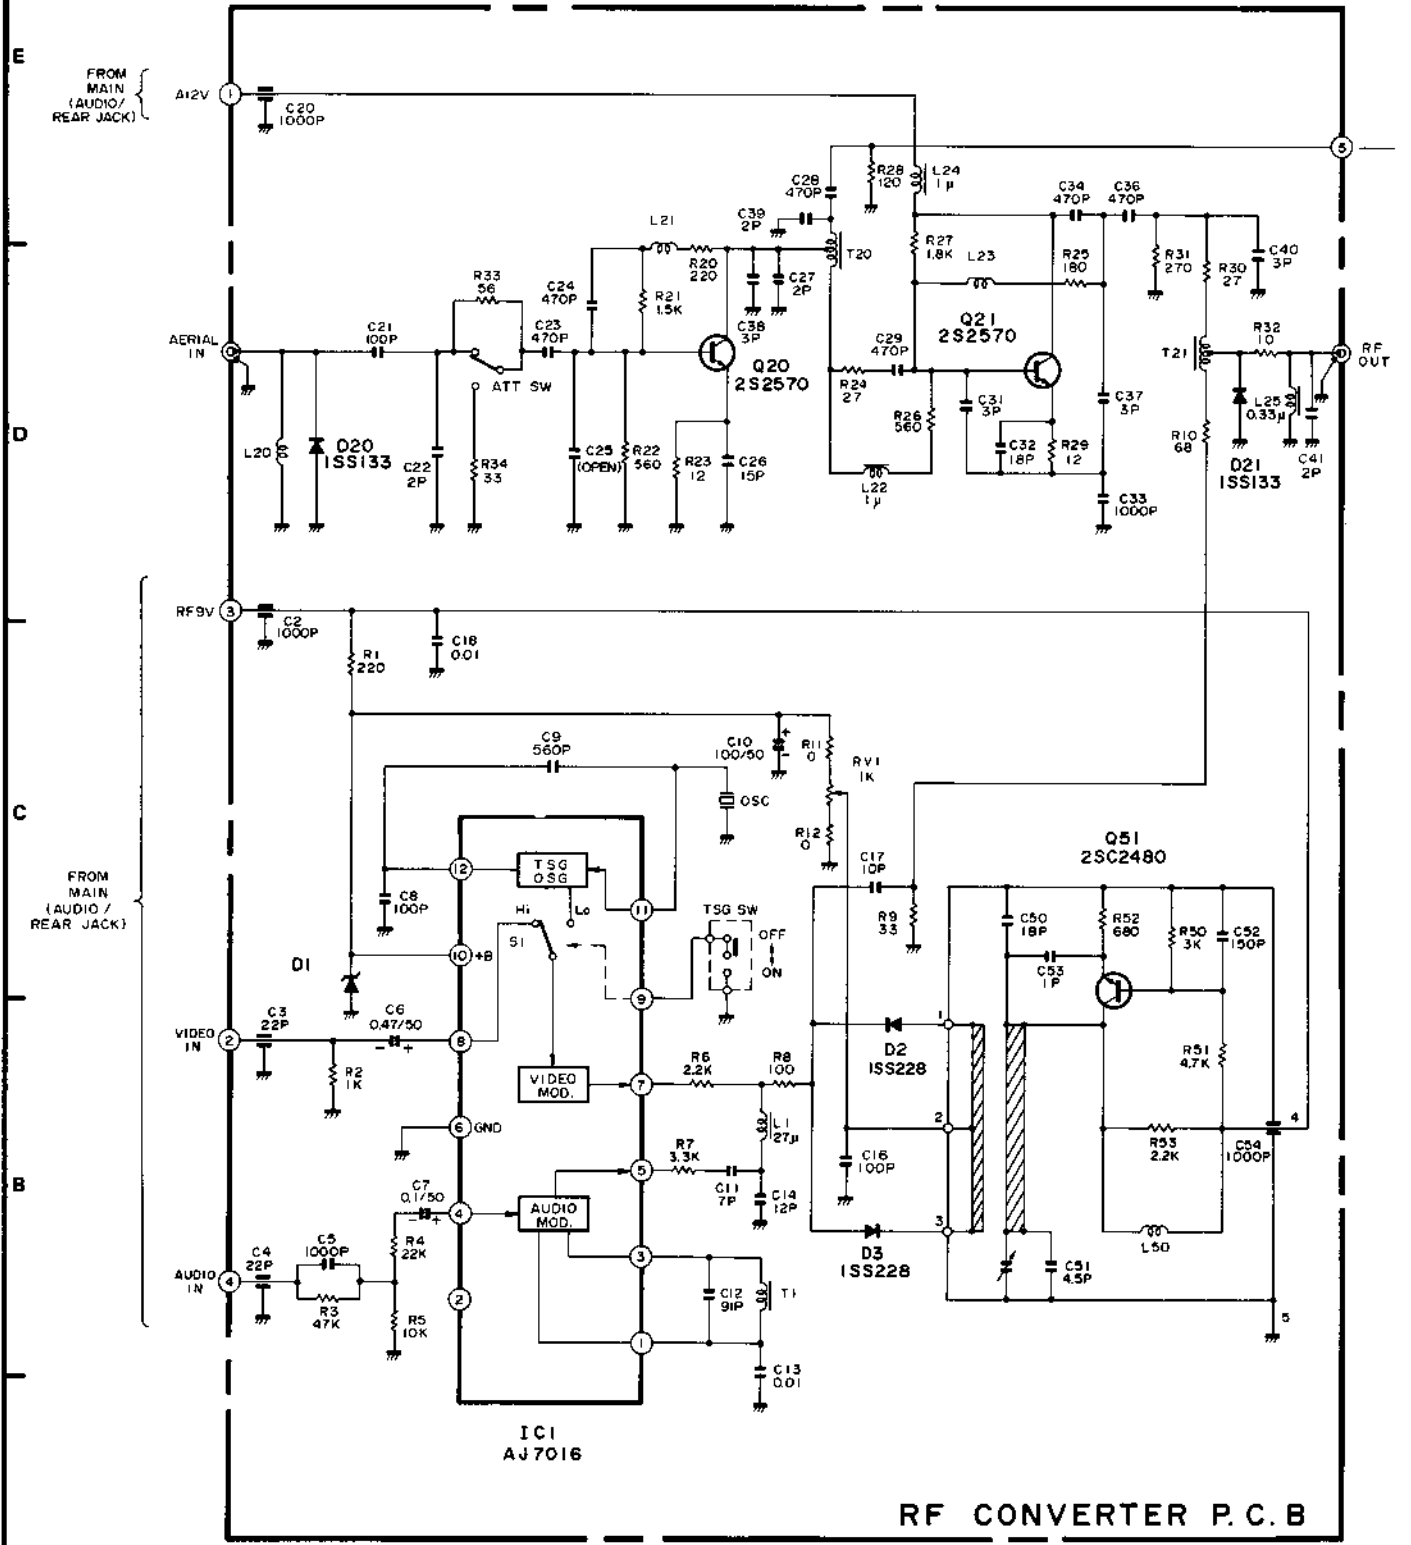 E
FROM
MAIN
(AUDIO/
REAR JACK)
A12V
1
C20
1000P
5
C28
470P
R28
120
L24
1μ
C34
470P
C36
470P
C39
2P
L21
T20
R27
1.8K
L23
R25
180
R31
270
R30
27
C40
3P
R33
56
C24
470P
R20
220
C27
2P
R21
1.5K
C38
3P
Q21
2S2570
AERIAL
IN
C21
100P
C23
470P
C29
470P
R32
10
T21
RF
OUT
ATT SW
Q20
2S2570
R24
27
C31
3P
C37
3P
L25
0.33μ
D
L20
D20
1SS133
C22
2P
R34
33
C25
(OPEN)
R22
560
R23
12
C26
15P
R26
560
C32
18P
R29
12
R10
68
D21
1SS133
C41
2P
L22
1μ
C33
1000P
RF9V
3
C2
1000P
R1
220
C18
0.01
C9
560P
C10
100/50
+
-
R11
0
RV1
1K
OSC
C
R12
0
Q51
2SC2480
FROM
MAIN
(AUDIO /
REAR JACK)
12
TSG
OSG
C17
10P
C8
100P
Hi
Lo
11
TSG SW
R9
33
C50
18P
R52
680
R50
3K
C52
150P
S1
OFF
ON
D1
10
+B
C53
1P
9
C3
22P
C6
0.47/50
- +
VIDEO
IN
2
8
1
D2
1SS228
R2
1K
VIDEO
MOD.
7
R6
2.2K
R8
100
R51
4.7K
6
GND
L1
27μ
2
4
R7
3.3K
R53
2.2K
C54
1000P
B
5
C16
100P
C7
0.1/50
- +
C11
7P
C14
12P
4
AUDIO
MOD.
3
L50
R4
22K
D3
1SS228
C4
22P
C5
1000P
3
C51
4.5P
AUDIO
IN
4
R3
47K
2
C12
91P
T1
R5
10K
5
1
C13
0.01
IC1
AJ7016
RF CONVERTER P.C.B